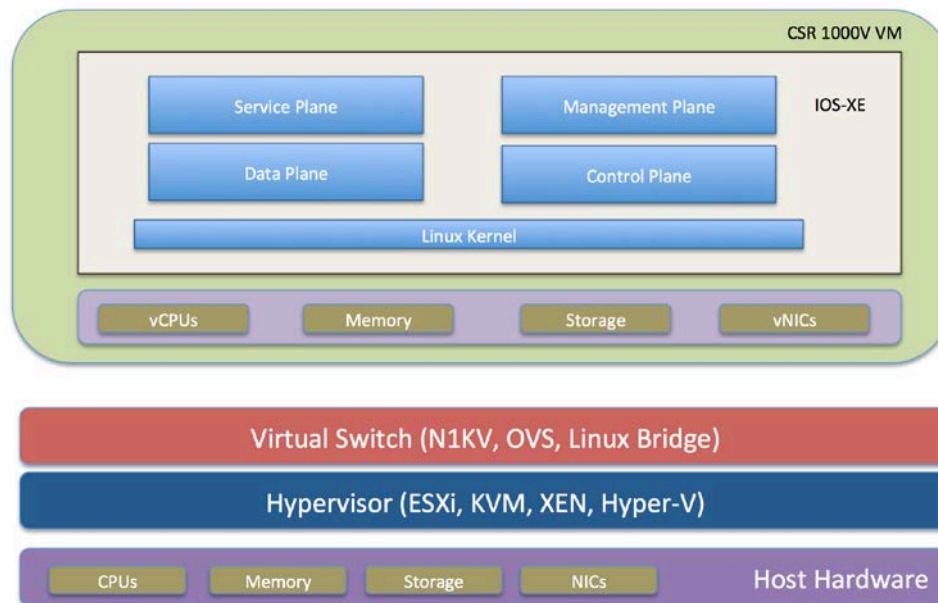 CSR 1000V VM
IOS-XE
Service Plane
Management Plane
Data Plane
Control Plane
Linux Kernel
vCPUs
Memory
Storage
vNICs
Virtual Switch (N1KV, OVS, Linux Bridge)
Hypervisor (ESXi, KVM, XEN, Hyper-V)
CPUs
Memory
Storage
NICs
Host Hardware